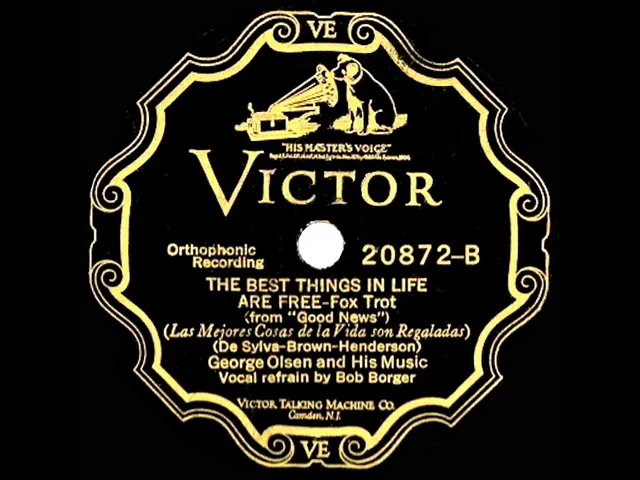 VE
"HIS MASTER'S VOICE"
VICTOR
Orthophonic
Recording
20872-B
THE BEST THINGS IN LIFE
ARE FREE-Fox Trot
(from "Good News")
(Las Mejores Cosas de la Vida son Regaladas)
(De Sylva-Brown-Henderson)
George Olsen and His Music
Vocal refrain by Bob Borger
VICTOR TALKING MACHINE CO.
Camden, N.J.
VE